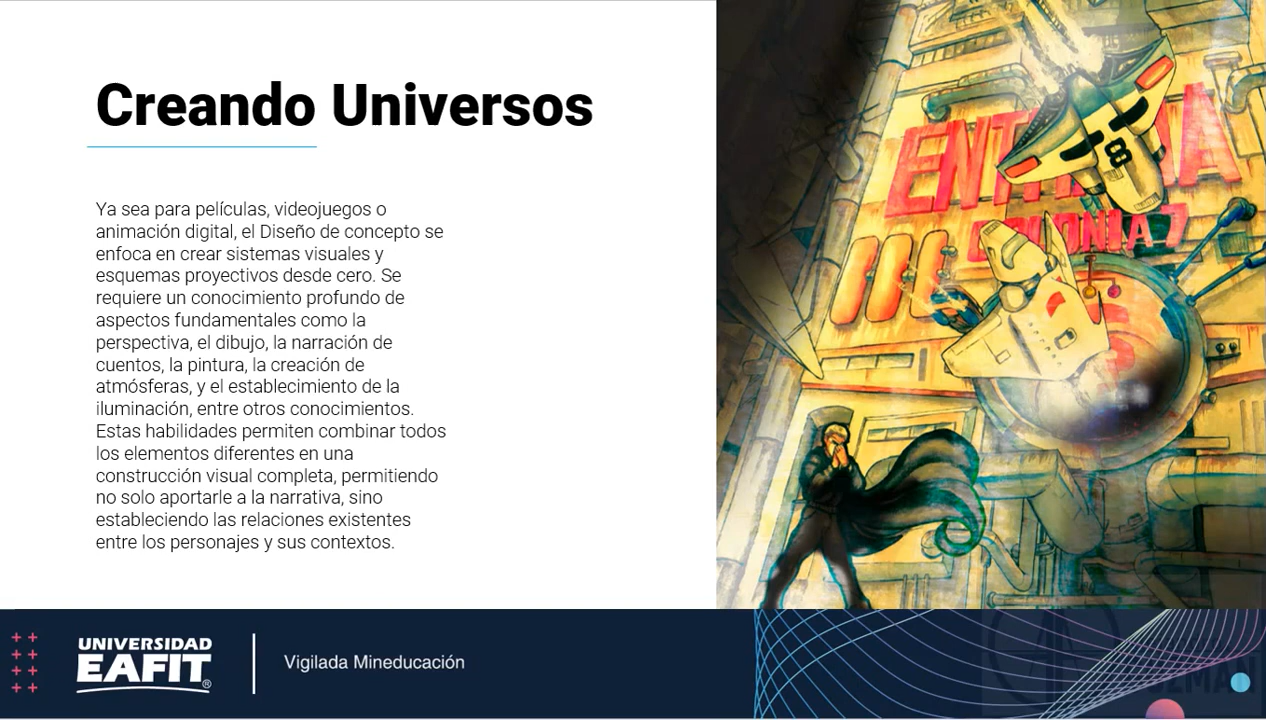 Creando Universos
Ya sea para películas, videojuegos o
animación digital, el Diseño de concepto se
enfoca en crear sistemas visuales y
esquemas proyectivos desde cero. Se
requiere un conocimiento profundo de
aspectos fundamentales como la
perspectiva, el dibujo, la narración de
cuentos, la pintura, la creación de
atmósferas, y el establecimiento de la
iluminación, entre otros conocimientos.
Estas habilidades permiten combinar todos
los elementos diferentes en una
construcción visual completa, permitiendo
no solo aportarle a la narrativa, sino
estableciendo las relaciones existentes
entre los personajes y sus contextos.
8
COLONIA 7
UNIVERSIDAD
EAFIT®
Vigilada Mineducación